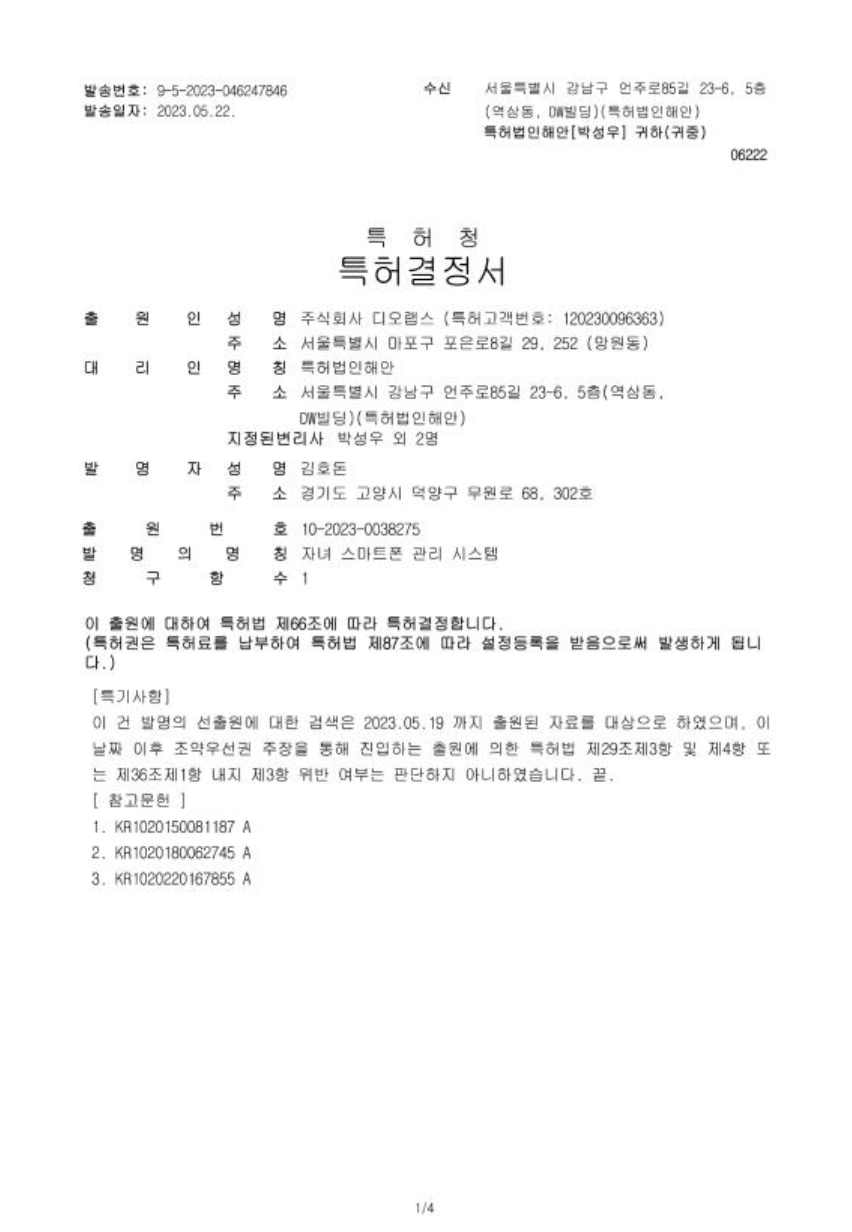 발송번호: 9-5-2023-046247846
발송일자: 2023.05.22.
수신 서울특별시 강남구 언주로85길 23-6, 5층
(역삼동, DW빌딩)(특허법인해안)
특허법인해안[박성우] 귀하(귀중)
06222
특 허 청
특허결정서
출 원 인 성 명 주식회사 디오랩스 (특허고객번호: 120230096363)
주 소 서울특별시 마포구 포은로8길 29, 252 (망원동)
대 리 인 명 칭 특허법인해안
주 소 서울특별시 강남구 언주로85길 23-6, 5층(역삼동,
DW빌딩)(특허법인해안)
지정된변리사 박성우 외 2명
발 명 자 성 명 김호돈
주 소 경기도 고양시 덕양구 무원로 68, 302호
출 원 번 호 10-2023-0038275
발 명 의 명 칭 자녀 스마트폰 관리 시스템
청 구 항 수 1
이 출원에 대하여 특허법 제66조에 따라 특허결정합니다.
(특허권은 특허료를 납부하여 특허법 제87조에 따라 설정등록을 받음으로써 발생하게 됩니
다.)
[특기사항]
이 건 발명의 선출원에 대한 검색은 2023.05.19 까지 출원된 자료를 대상으로 하였으며, 이
날짜 이후 조약우선권 주장을 통해 진입하는 출원에 의한 특허법 제29조제3항 및 제4항 또
는 제36조제1항 내지 제3항 위반 여부는 판단하지 아니하였습니다. 끝.
[ 참고문헌 ]
1. KR1020150081187 A
2. KR1020180062745 A
3. KR1020220167855 A
1/4